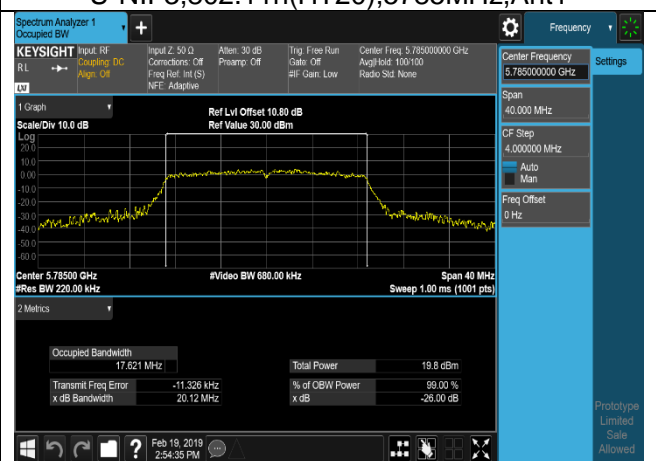 U-NII-3,802.11n(HT20),5785MHz,Ant1
Spectrum Analyzer 1
Occupied BW
Frequency
KEYSIGHT
RL
LXI
Input: RF
Coupling: DC
Align: Off
Input Z: 50 Ω
Corrections: Off
Freq Ref: Int (S)
NFE: Adaptive
Atten: 30 dB
Preamp: Off
Trig: Free Run
Gate: Off
#IF Gain: Low
Center Freq: 5.785000000 GHz
Avg|Hold: 100/100
Radio Std: None
Center Frequency
5.785000000 GHz
Settings
Span
40.000 MHz
CF Step
4.000000 MHz
Auto
Man
Freq Offset
0 Hz
1 Graph
Scale/Div 10.0 dB
Ref Lvl Offset 10.80 dB
Ref Value 30.00 dBm
Log
20.0
10.0
0.00
-10.0
-20.0
-30.0
-40.0
-50.0
-60.0
Center 5.78500 GHz
#Res BW 220.00 kHz
#Video BW 680.00 kHz
Span 40 MHz
Sweep 1.00 ms (1001 pts)
2 Metrics
Occupied Bandwidth
17.621 MHz
Total Power 19.8 dBm
Transmit Freq Error -11.326 kHz
% of OBW Power 99.00 %
x dB Bandwidth 20.12 MHz
x dB -26.00 dB
Prototype
Limited
Sale
Allowed
?
Feb 19, 2019
2:54:35 PM